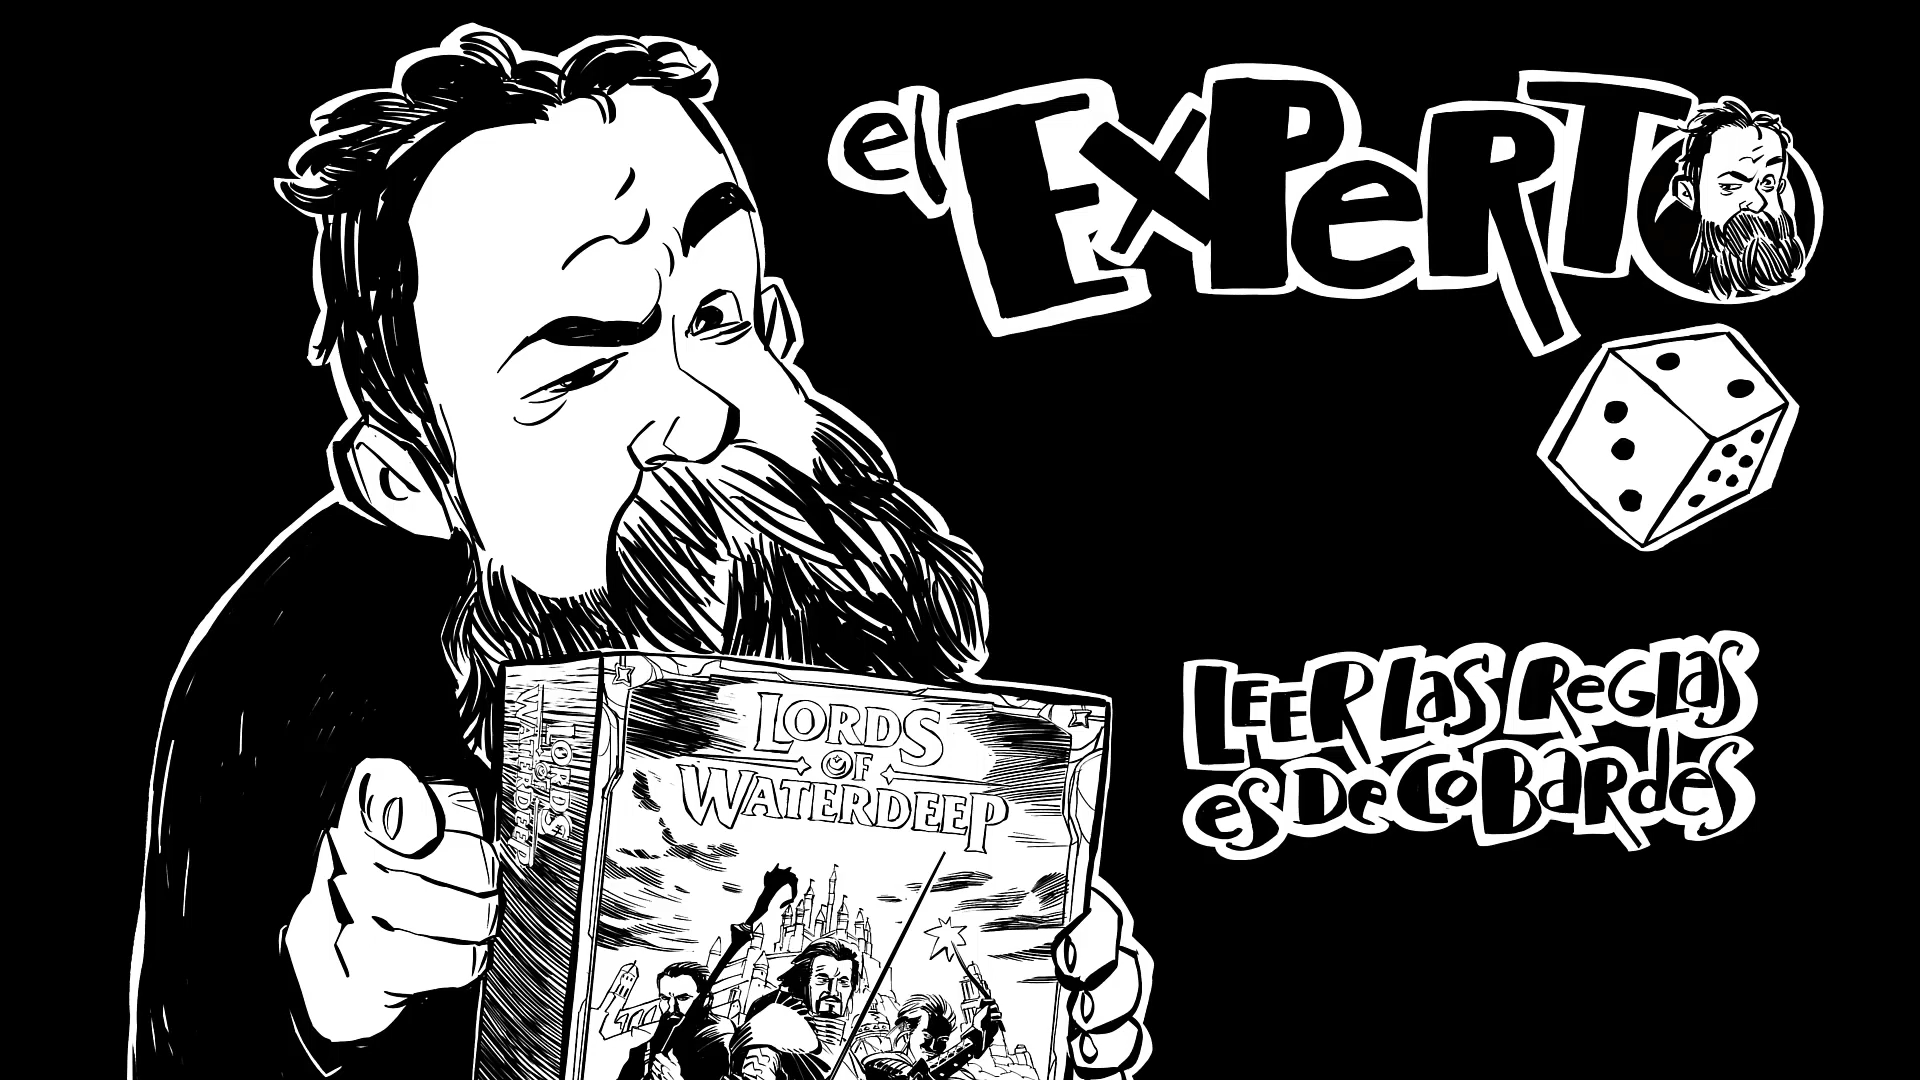 el EXPERTO
LEER LAS REGLAS
ES DE COBARDES
LORDS
OF
WATERDEEP
LORDS
OF
WATERDEEP